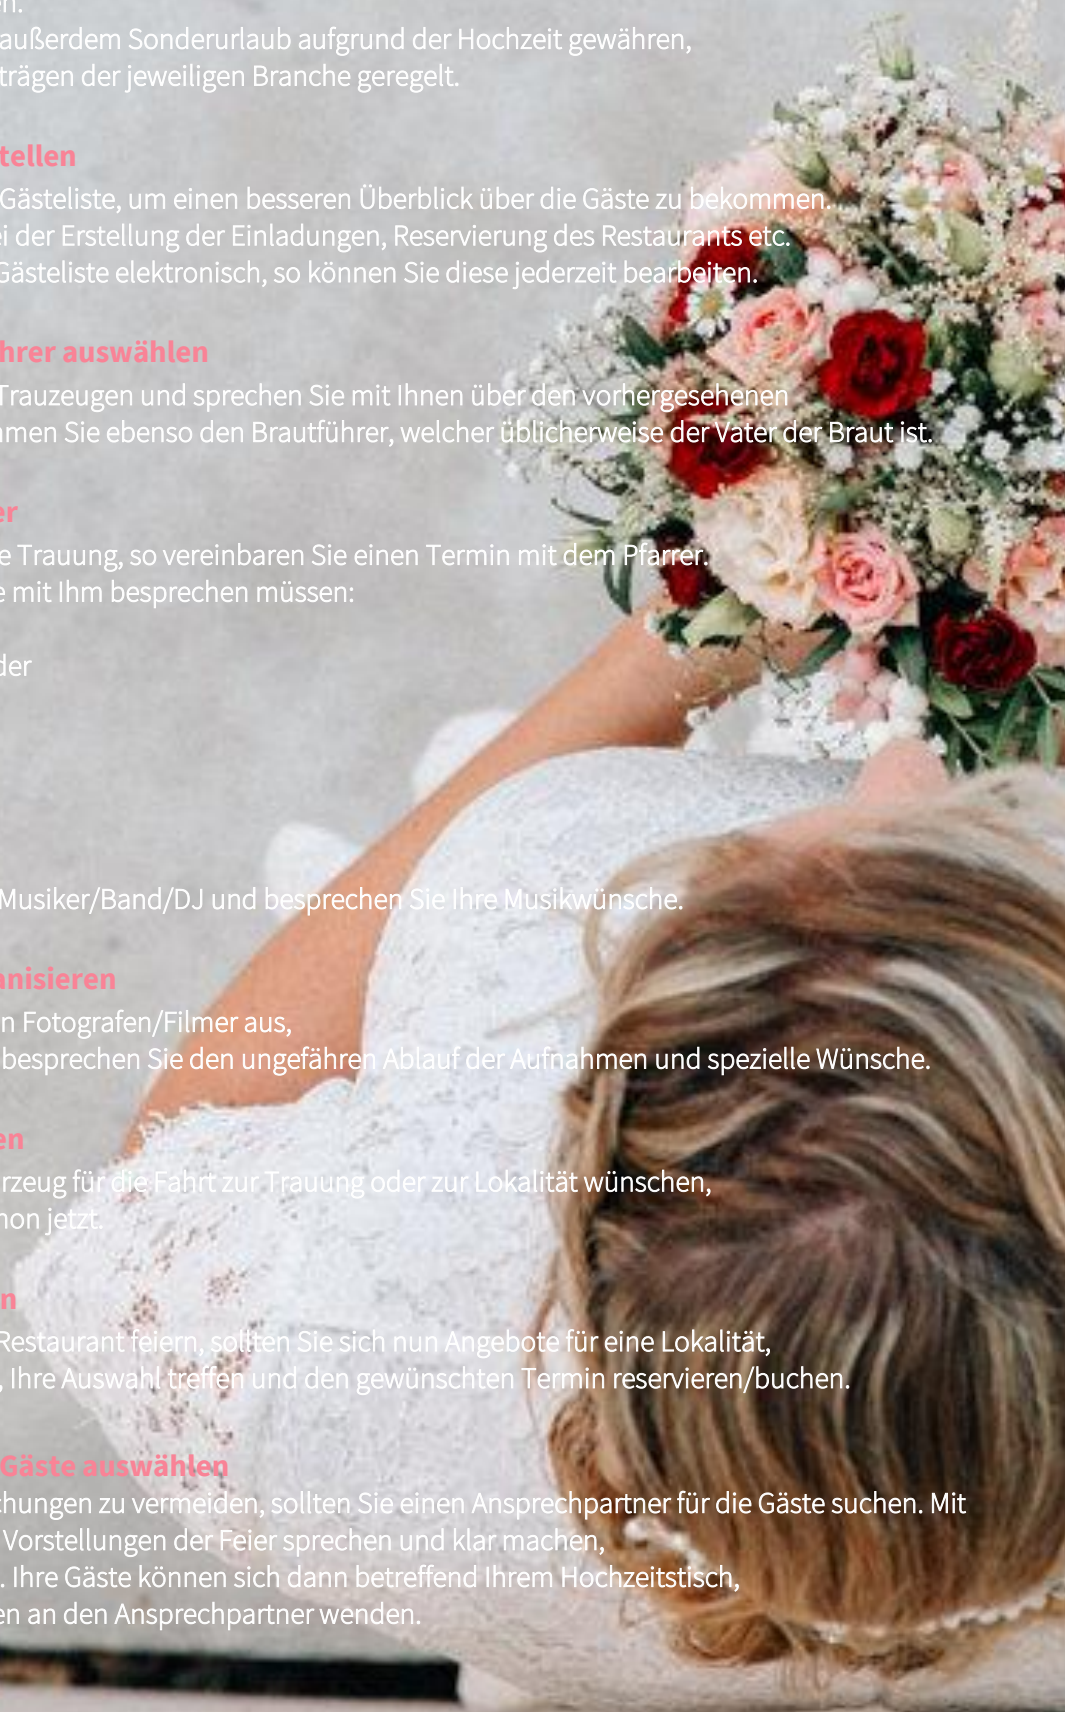 en.
außerdem Sonderurlaub aufgrund der Hochzeit gewähren,
trägen der jeweiligen Branche geregelt.
tellen
Gästeliste, um einen besseren Überblick über die Gäste zu bekommen.
ei der Erstellung der Einladungen, Reservierung des Restaurants etc.
Gästeliste elektronisch, so können Sie diese jederzeit bearbeiten.
hrer auswählen
Trauzeugen und sprechen Sie mit Ihnen über den vorhergesehenen
mmen Sie ebenso den Brautführer, welcher üblicherweise der Vater der Braut ist.
er
e Trauung, so vereinbaren Sie einen Termin mit dem Pfarrer.
e mit Ihm besprechen müssen:
der
Musiker/Band/DJ und besprechen Sie Ihre Musikwünsche.
anisieren
n Fotografen/Filmer aus,
besprechen Sie den ungefähren Ablauf der Aufnahmen und spezielle Wünsche.
en
rzeug für die Fahrt zur Trauung oder zur Lokalität wünschen,
hon jetzt.
n
Restaurant feiern, sollten Sie sich nun Angebote für eine Lokalität,
, Ihre Auswahl treffen und den gewünschten Termin reservieren/buchen.
Gäste auswählen
chungen zu vermeiden, sollten Sie einen Ansprechpartner für die Gäste suchen. Mit
Vorstellungen der Feier sprechen und klar machen,
. Ihre Gäste können sich dann betreffend Ihrem Hochzeitstisch,
en an den Ansprechpartner wenden.